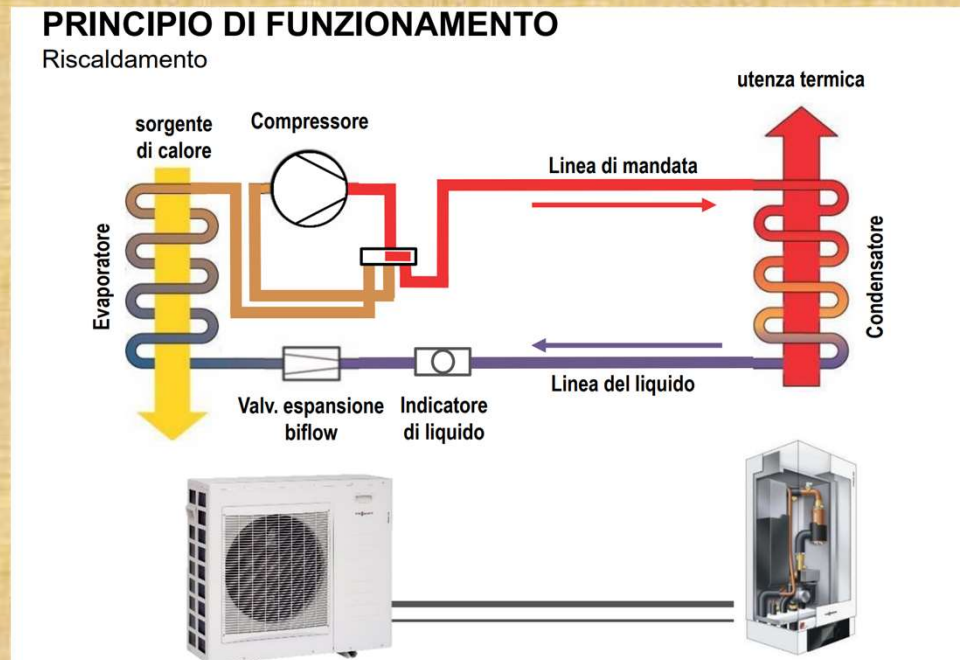 PRINCIPIO DI FUNZIONAMENTO
Riscaldamento
utenza termica
sorgente
di calore
Compressore
Linea di mandata
Evaporatore
Condensatore
Linea del liquido
Valv. espansione
biflow
Indicatore
di liquido